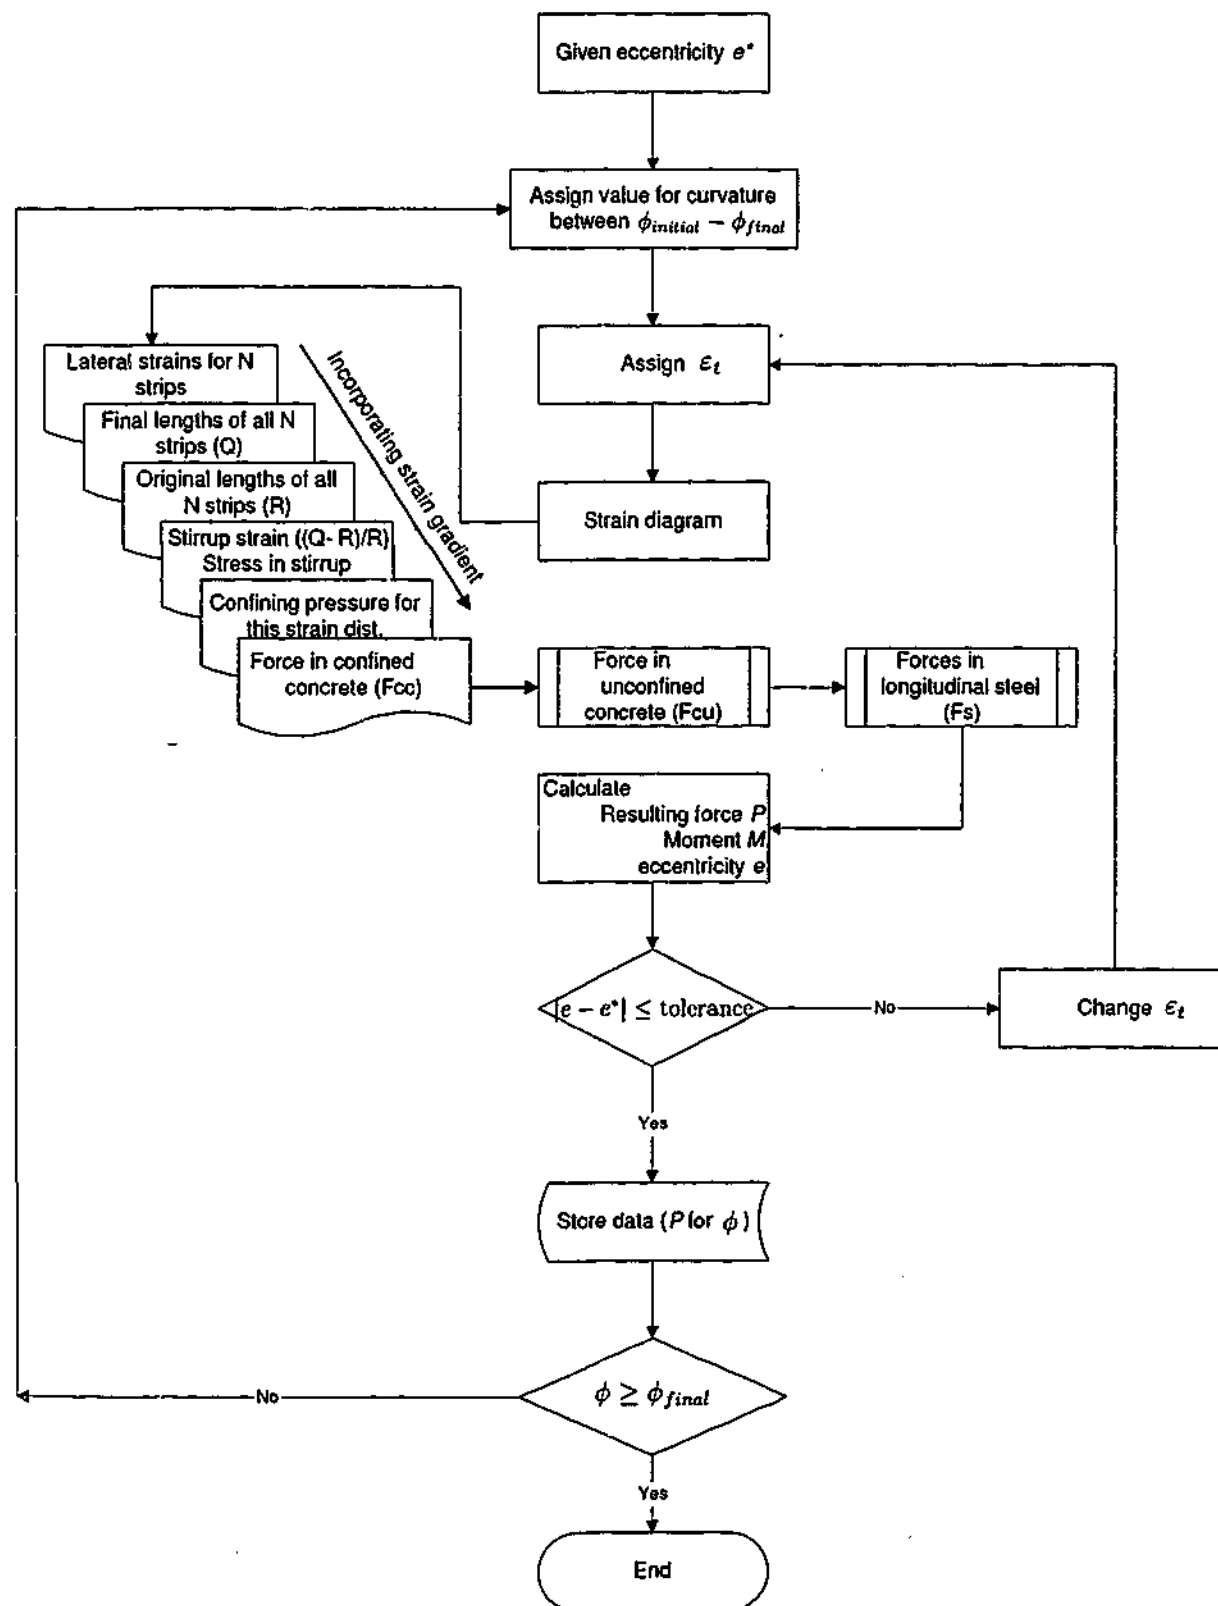 Given eccentricity e*
Assign value for curvature
between ϕinitial − ϕfinal
Assign εt
Strain diagram
Lateral strains for N
strips
Final lengths of all N
strips (Q)
Original lengths of all
N strips (R)
Stirrup strain ((Q- R)/R)
Stress in stirrup
Confining pressure for
this strain dist.
Force in confined
concrete (Fcc)
Incorporating strain gradient
Force in
unconfined
concrete (Fcu)
Forces in
longitudinal steel
(Fs)
Calculate
Resulting force P
Moment M
eccentricity e
|e − e*| ≤ tolerance
No
Change εt
Yes
Store data (P for ϕ)
ϕ ≥ ϕfinal
No
Yes
End